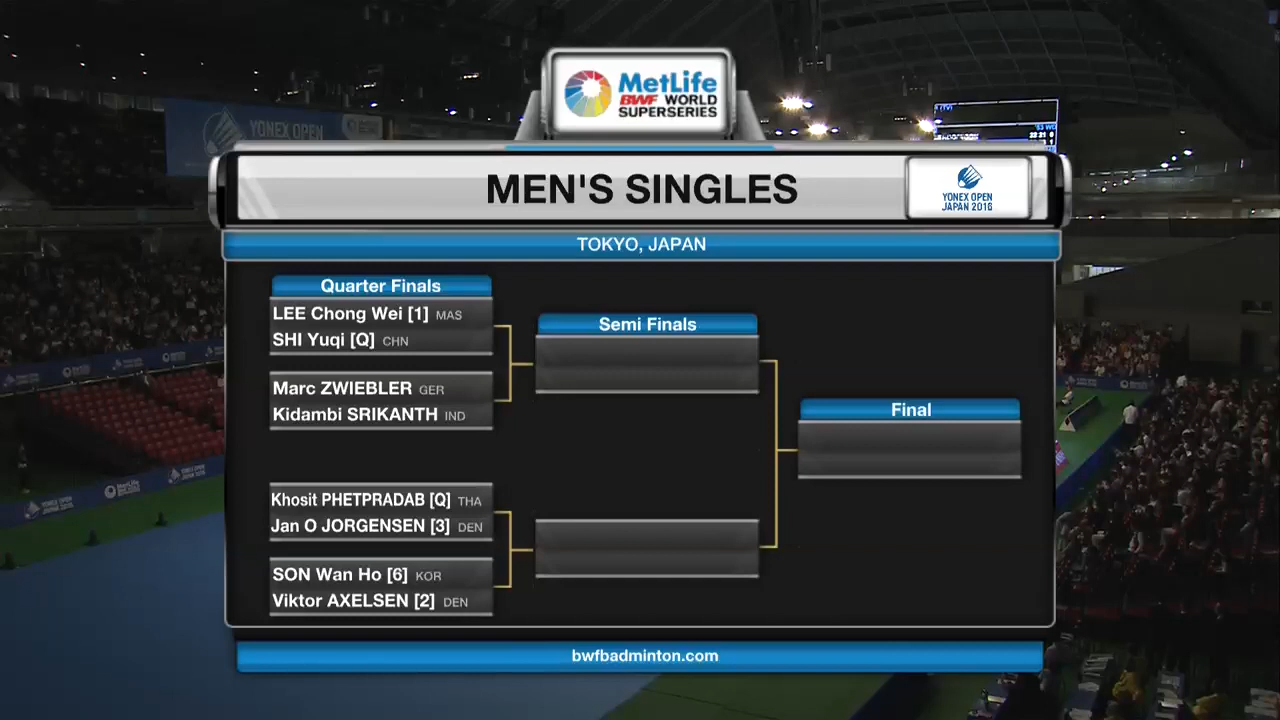 MetLife
BWF WORLD
SUPERSERIES
YONEX OPEN
MEN'S SINGLES
YONEX OPEN
JAPAN 2016
TOKYO, JAPAN
Quarter Finals
LEE Chong Wei [1] MAS
SHI Yuqi [Q] CHN
Marc ZWIEBLER GER
Kidambi SRIKANTH IND
Khosit PHETPRADAB [Q] THA
Jan O JORGENSEN [3] DEN
SON Wan Ho [6] KOR
Viktor AXELSEN [2] DEN
Semi Finals
Final
bwfbadminton.com